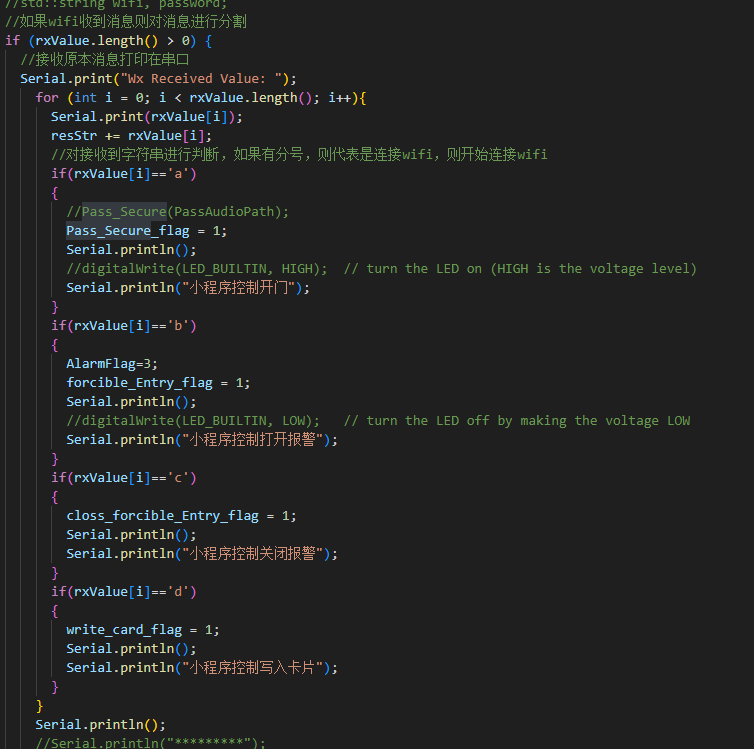 //std::string wifi, password;
//如果wifi收到消息则对消息进行分割
if (rxValue.length() > 0) {
//接收原本消息打印在串口
Serial.print("Wx Received Value: ");
for (int i = 0; i < rxValue.length(); i++){
Serial.print(rxValue[i]);
resStr += rxValue[i];
//对接收到字符串进行判断，如果有分号，则代表是连接wifi，则开始连接wifi
if(rxValue[i]=='a')
{
//Pass_Secure(PassAudioPath);
Pass_Secure_flag = 1;
Serial.println();
//digitalWrite(LED_BUILTIN, HIGH);  // turn the LED on (HIGH is the voltage level)
Serial.println("小程序控制开门");
}
if(rxValue[i]=='b')
{
AlarmFlag=3;
forcible_Entry_flag = 1;
Serial.println();
//digitalWrite(LED_BUILTIN, LOW);   // turn the LED off by making the voltage LOW
Serial.println("小程序控制打开报警");
}
if(rxValue[i]=='c')
{
closs_forcible_Entry_flag = 1;
Serial.println();
Serial.println("小程序控制关闭报警");
}
if(rxValue[i]=='d')
{
write_card_flag = 1;
Serial.println();
Serial.println("小程序控制写入卡片");
}
}
Serial.println();
//Serial.println("*********");